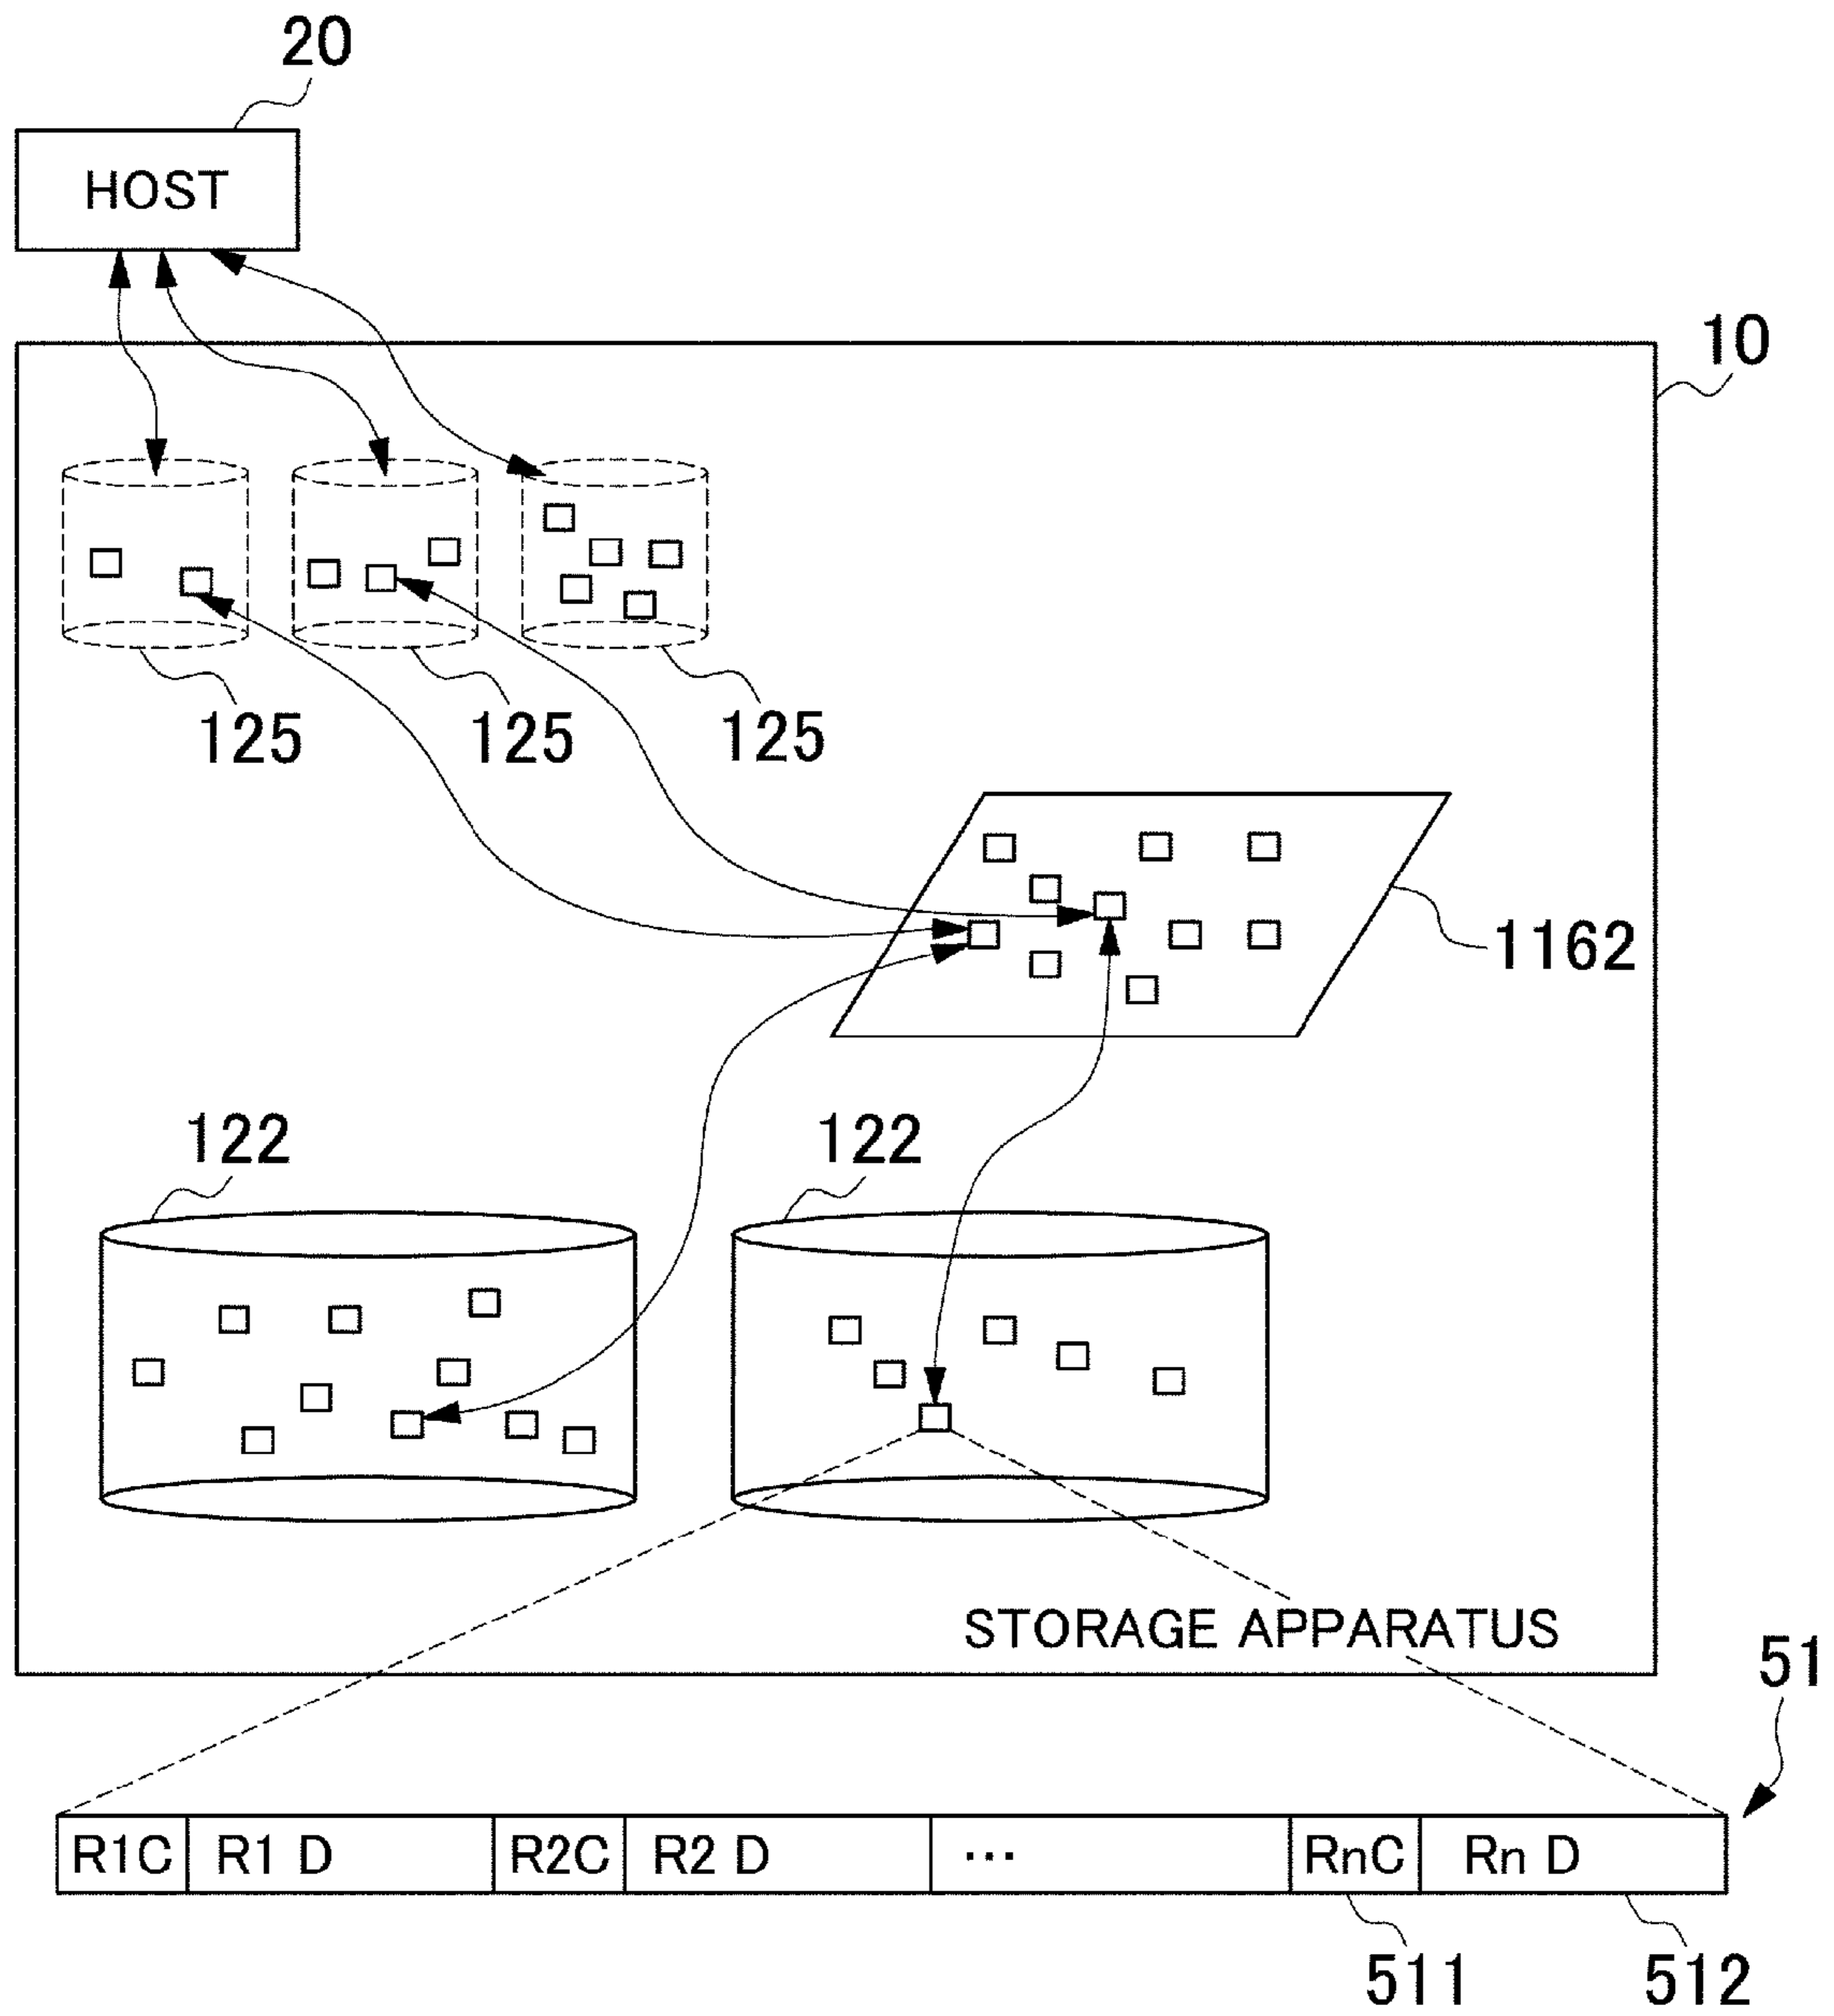 20
HOST
10
125 125 125
1162
122 122
STORAGE APPARATUS
51
R1C R1 D R2C R2 D ... RnC Rn D
511 512